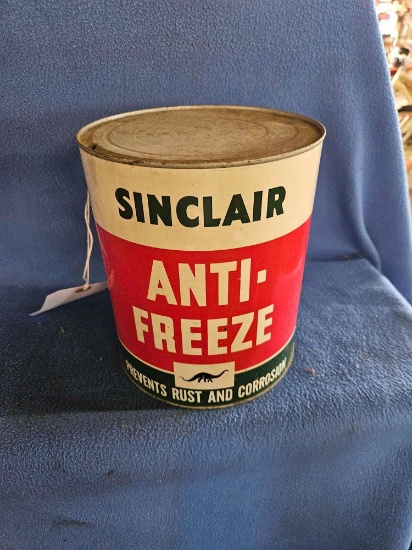 SINCLAIR
ANTI-
FREEZE
PREVENTS RUST AND CORROSION